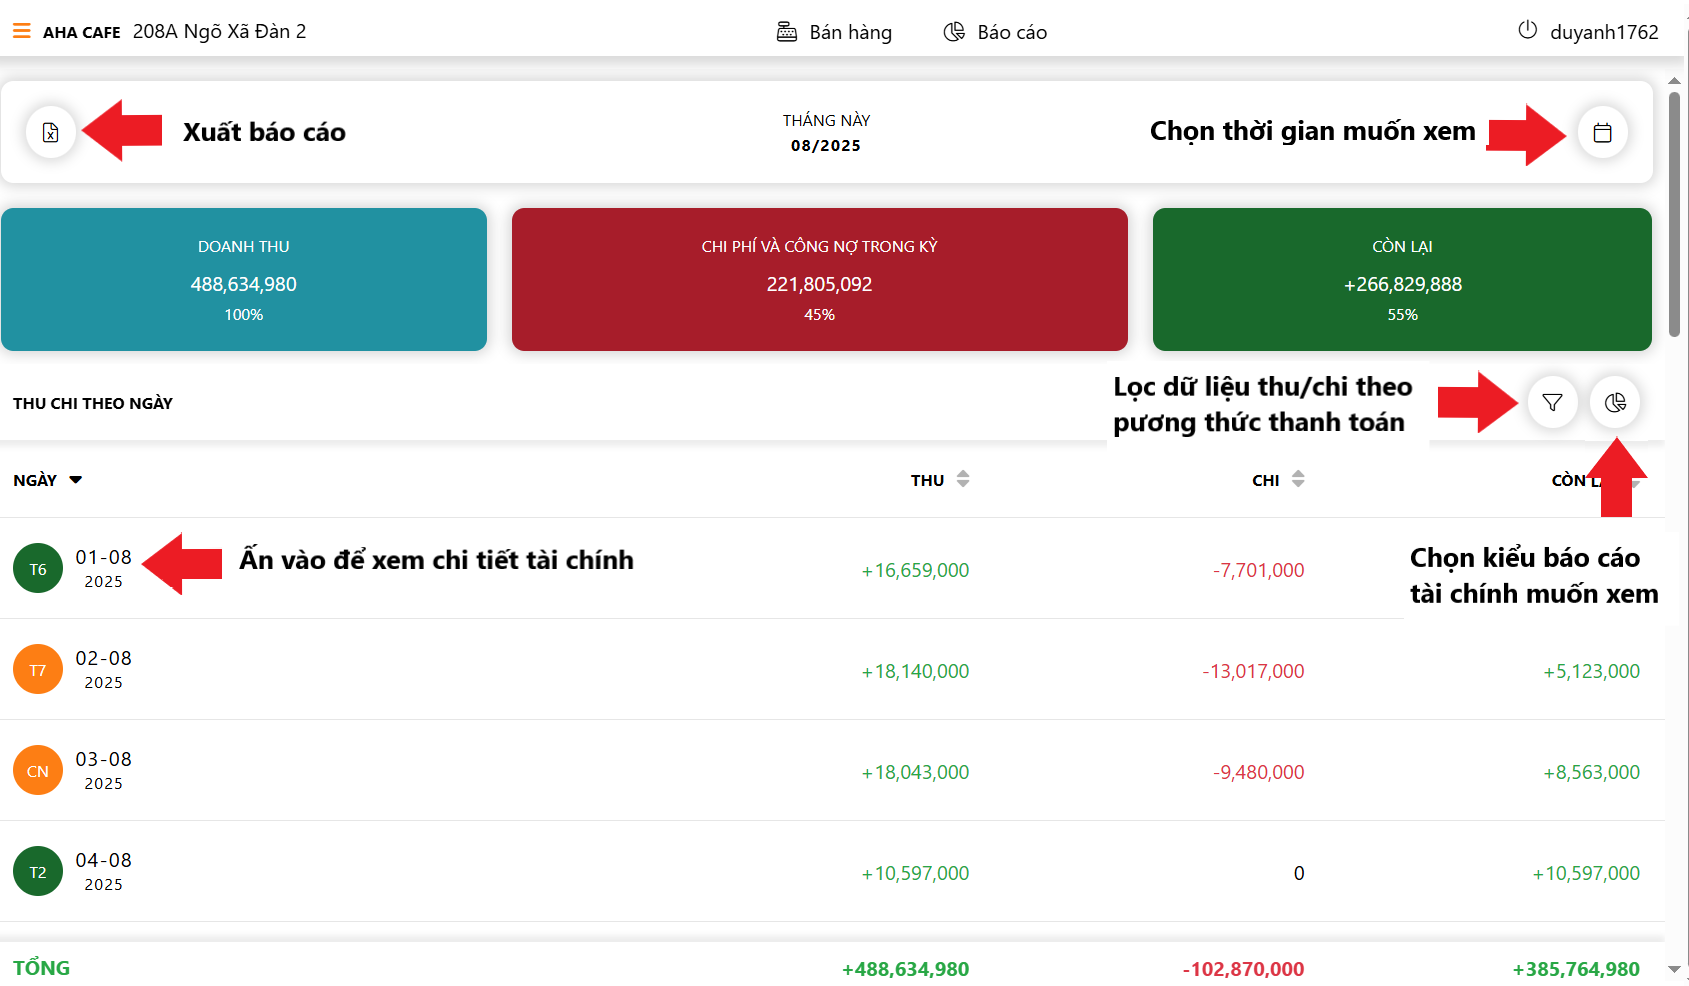 AHA CAFE 208A Ngõ Xã Đàn 2 Bán hàng Báo cáo duyanh1762
Xuất báo cáo
THÁNG NÀY
08/2025
Chọn thời gian muốn xem
DOANH THU
488,634,980
100%
CHI PHÍ VÀ CÔNG NỢ TRONG KỲ
221,805,092
45%
CÒN LẠI
+266,829,888
55%
THU CHI THEO NGÀY
Lọc dữ liệu thu/chi theo
pương thức thanh toán
NGÀY THU CHI CÒN
T6 01-08
2025
Ấn vào để xem chi tiết tài chính
+16,659,000 -7,701,000
Chọn kiểu báo cáo
tài chính muốn xem
T7 02-08
2025
+18,140,000 -13,017,000 +5,123,000
CN 03-08
2025
+18,043,000 -9,480,000 +8,563,000
T2 04-08
2025
+10,597,000 0 +10,597,000
TỔNG +488,634,980 -102,870,000 +385,764,980